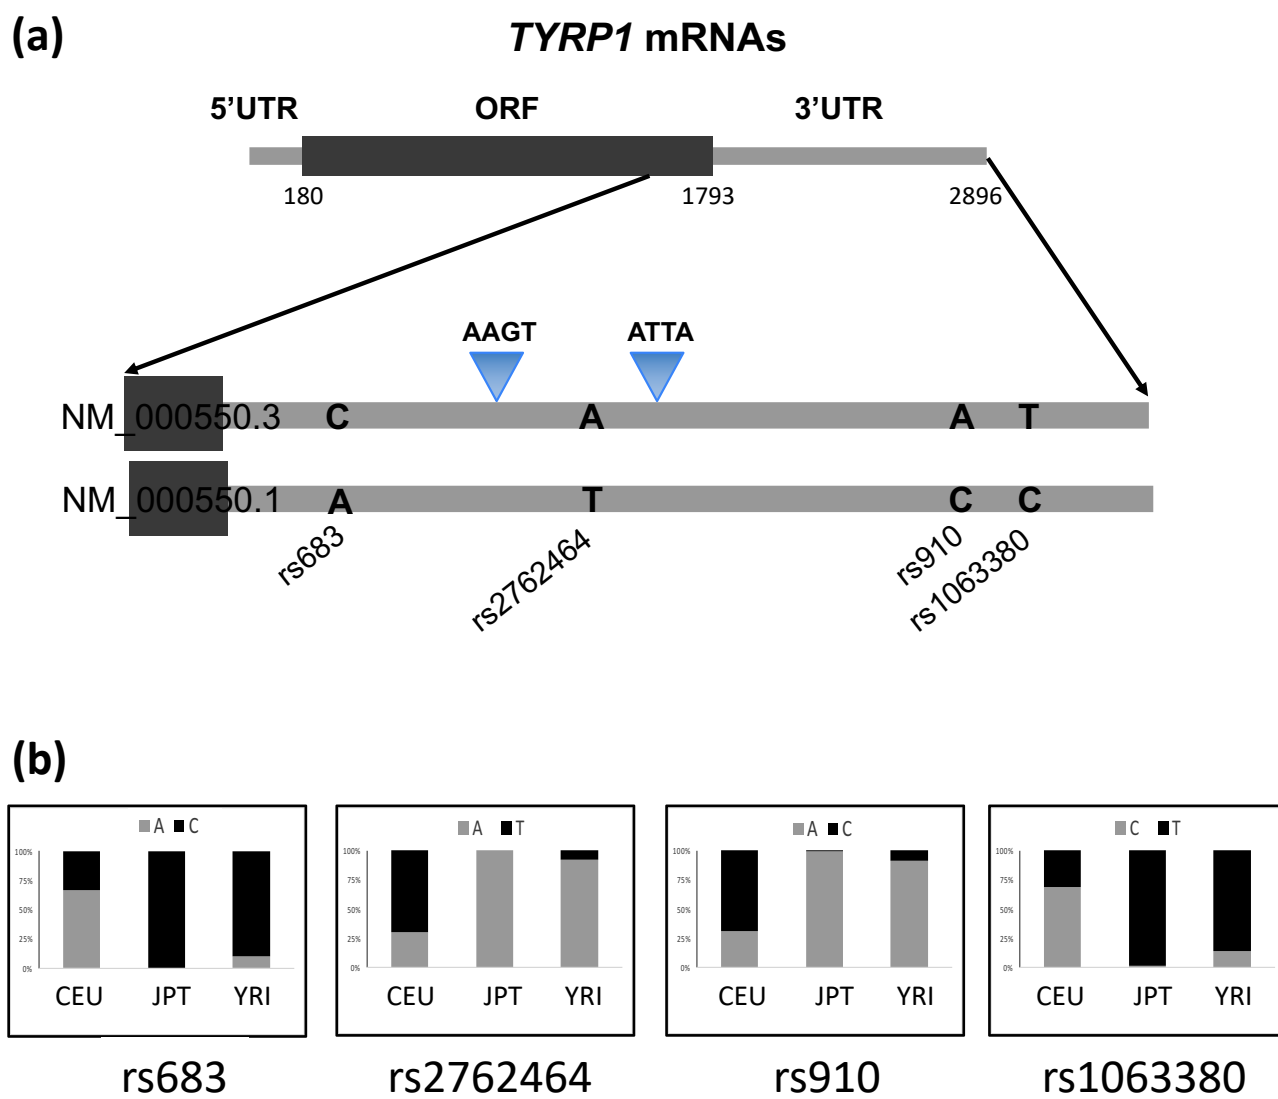 (a)
TYRP1 mRNAs
5’UTR ORF 3’UTR
180 1793 2896
AAGT ATTA
NM_000550.3 C A A T
NM_000550.1 A T C C
rs683 rs2762464 rs910 rs1063380
(b)
A C
100%
75%
50%
25%
0%
CEU JPT YRI
rs683
A T
100%
75%
50%
25%
0%
CEU JPT YRI
rs2762464
A C
100%
75%
50%
25%
0%
CEU JPT YRI
rs910
C T
100%
75%
50%
25%
0%
CEU JPT YRI
rs1063380